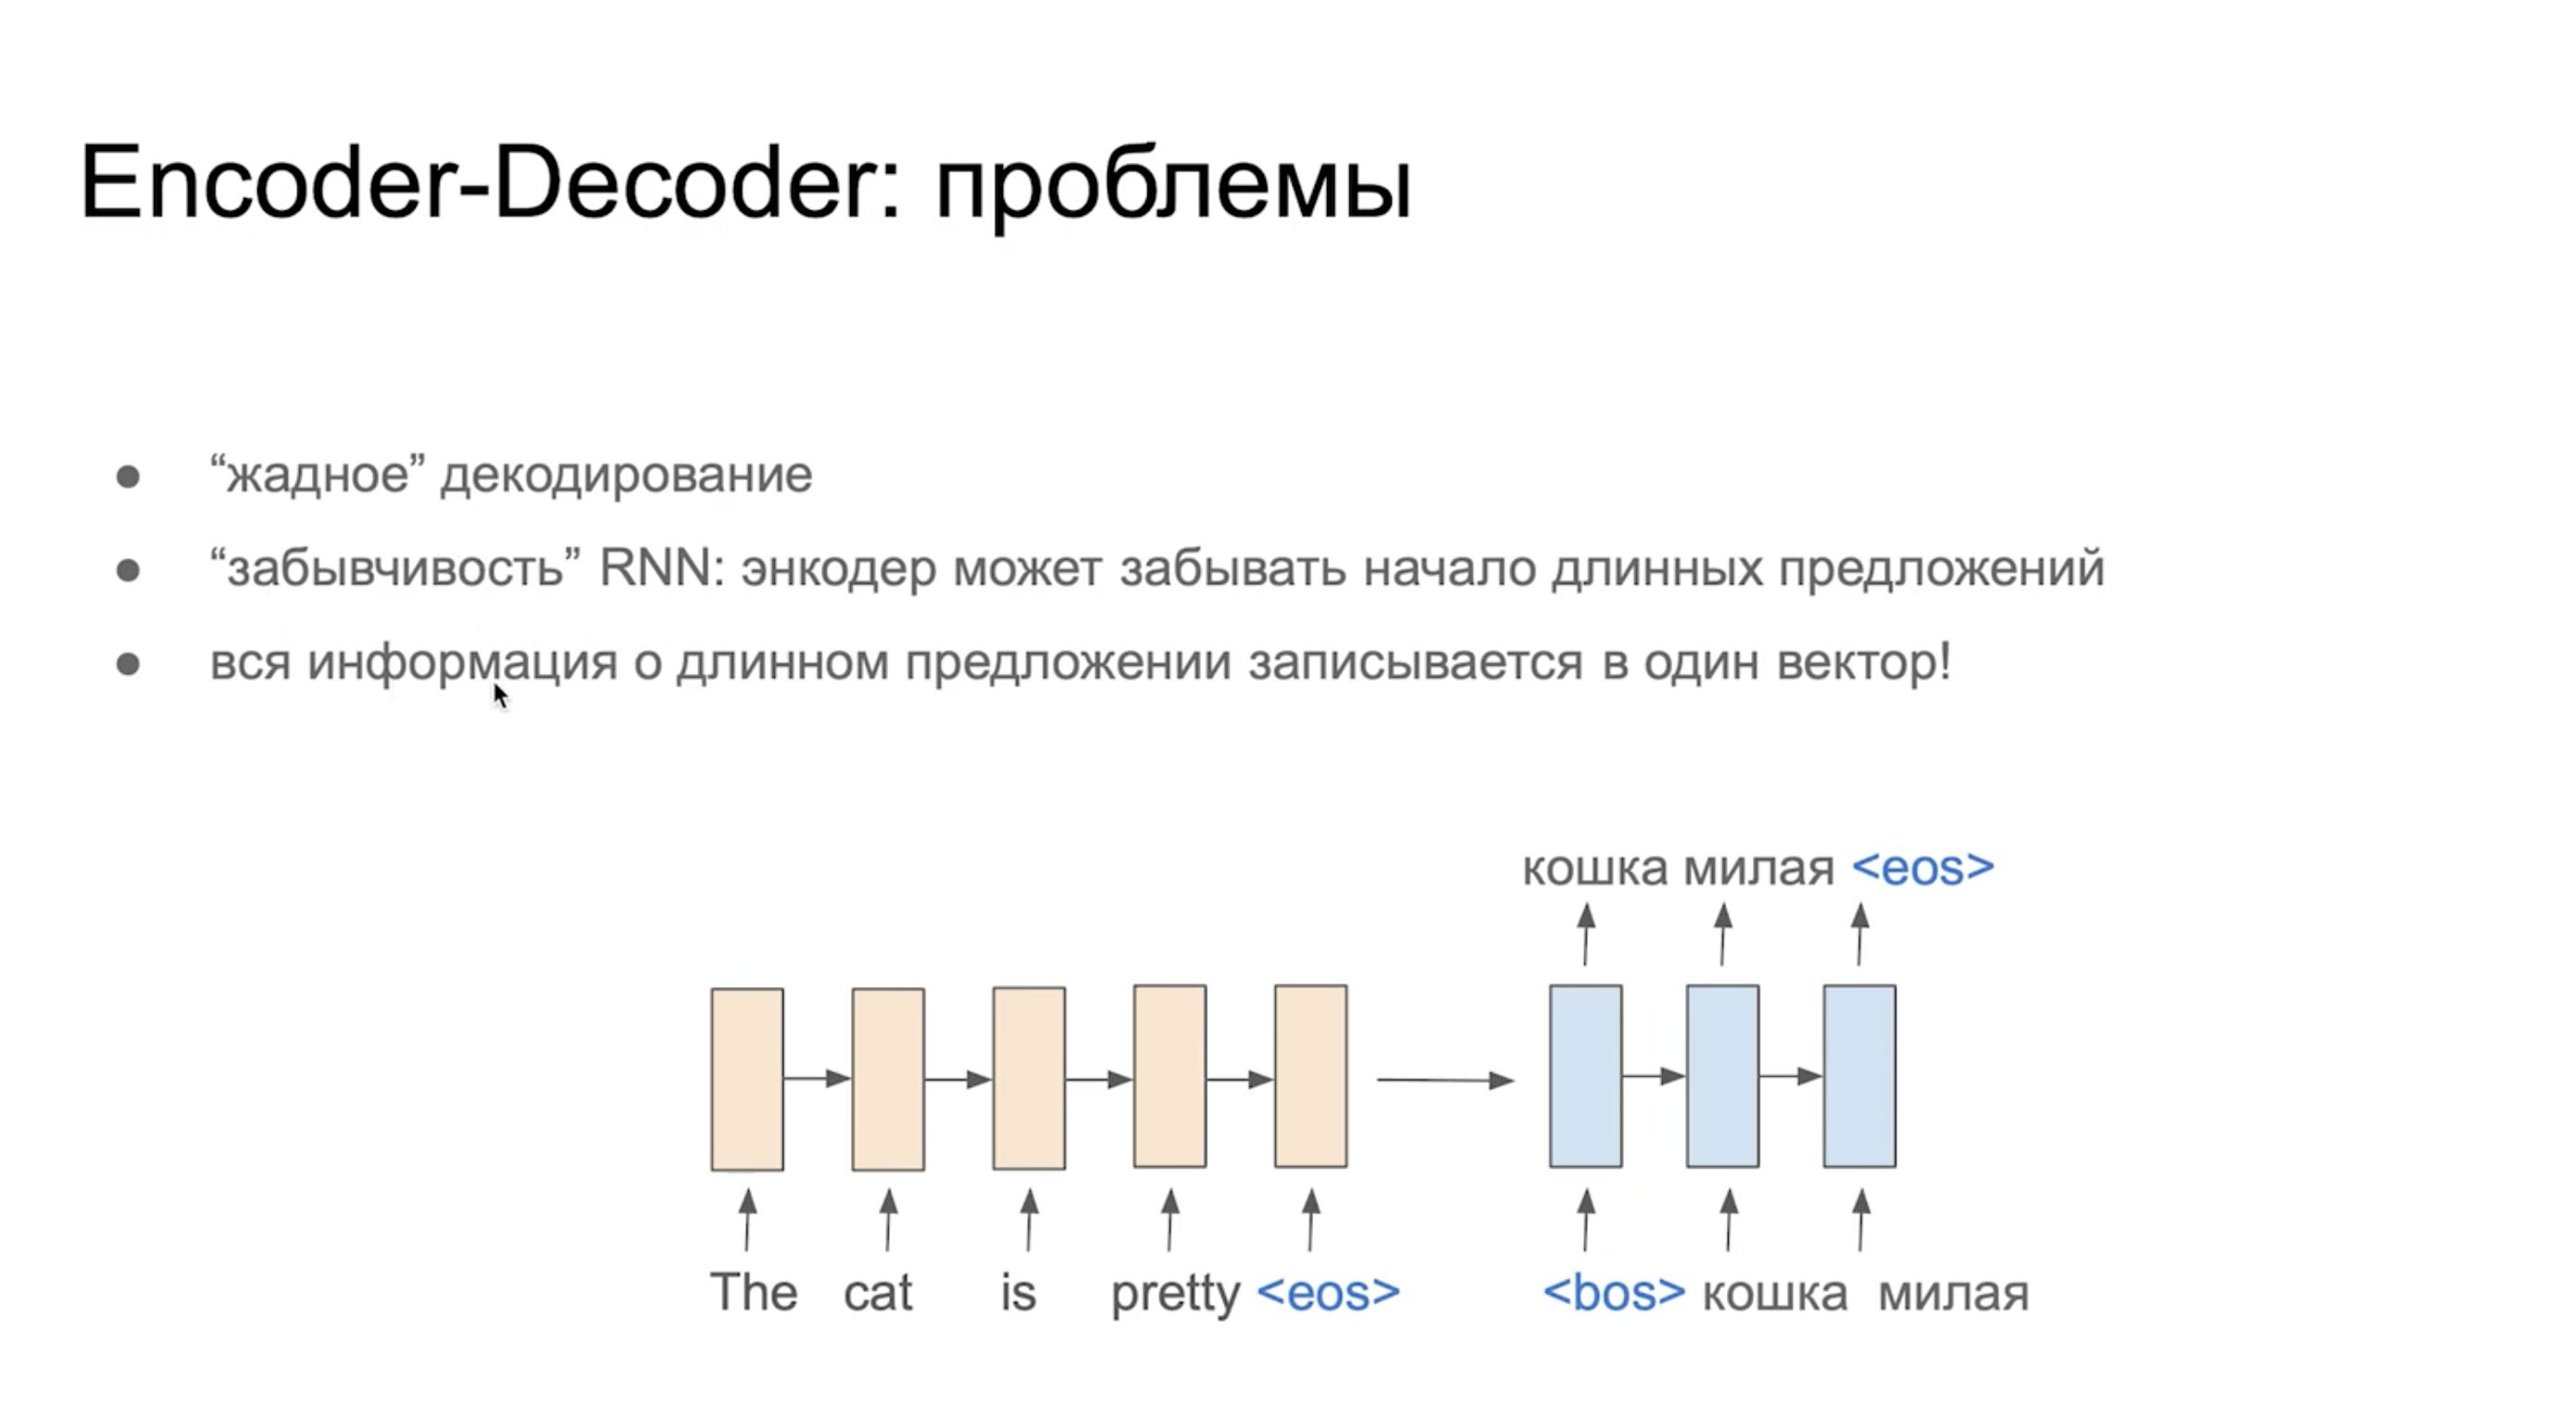 Encoder-Decoder: проблемы
● “жадное” декодирование
● “забывчивость” RNN: энкодер может забывать начало длинных предложений
● вся информация о длинном предложении записывается в один вектор!
кошка милая <eos>
The cat is pretty <eos> <bos> кошка милая